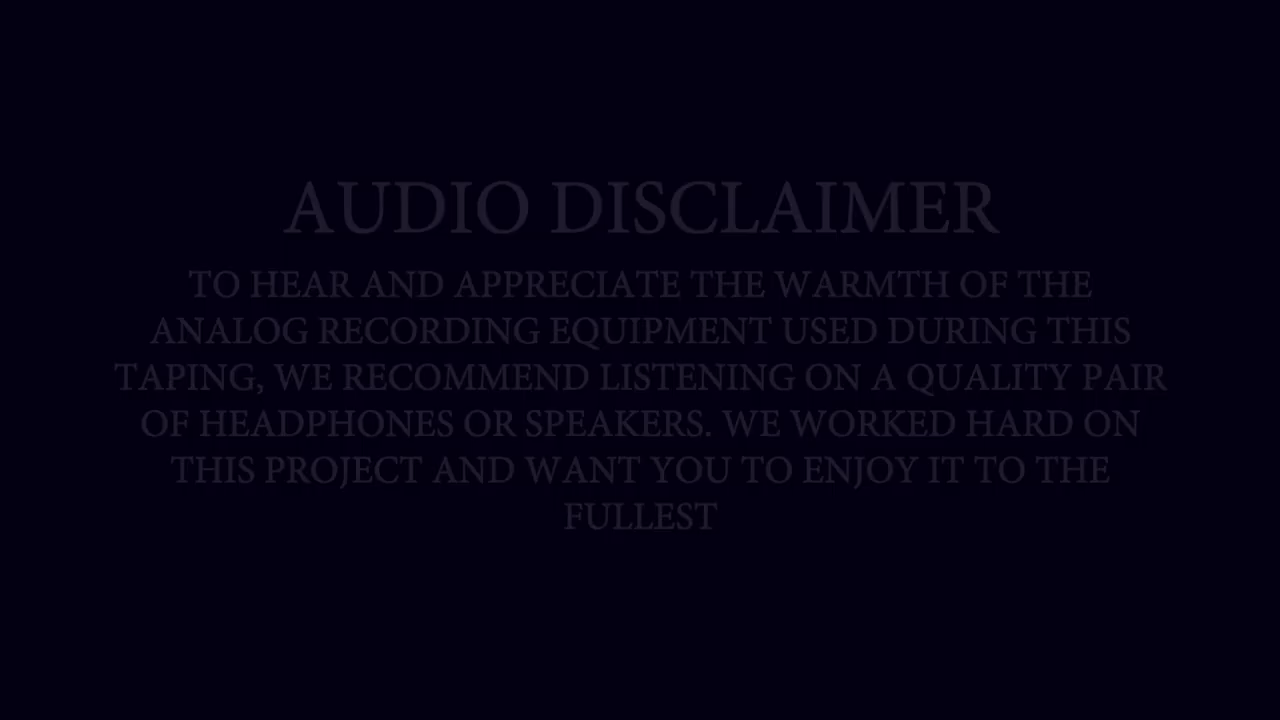 AUDIO DISCLAIMER
TO HEAR AND APPRECIATE THE WARMTH OF THE
ANALOG RECORDING EQUIPMENT USED DURING THIS
TAPING, WE RECOMMEND LISTENING ON A QUALITY PAIR
OF HEADPHONES OR SPEAKERS. WE WORKED HARD ON
THIS PROJECT AND WANT YOU TO ENJOY IT TO THE
FULLEST